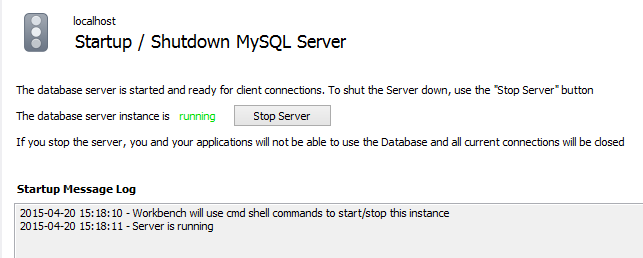 localhost
Startup / Shutdown MySQL Server
The database server is started and ready for client connections. To shut the Server down, use the "Stop Server" button
The database server instance is running Stop Server
If you stop the server, you and your applications will not be able to use the Database and all current connections will be closed
Startup Message Log
2015-04-20 15:18:10 - Workbench will use cmd shell commands to start/stop this instance
2015-04-20 15:18:11 - Server is running